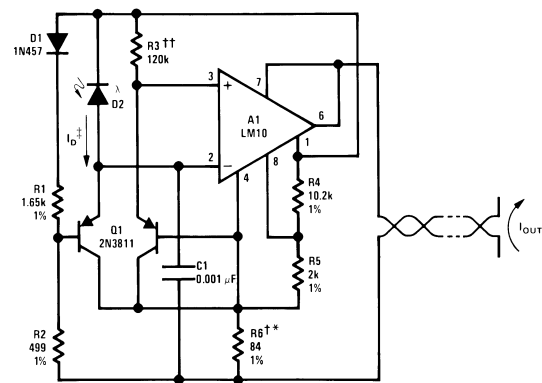 D1
1N457
R3 ††
120k
λ
D2
I_D ‡‡
3
+
7
A1
LM10
6
1
2
−
8
4
R1
1.65k
1%
R4
10.2k
1%
Q1
2N3811
C1
0.001 μF
R5
2k
1%
I_OUT
R2
499
1%
R6†*
84
1%